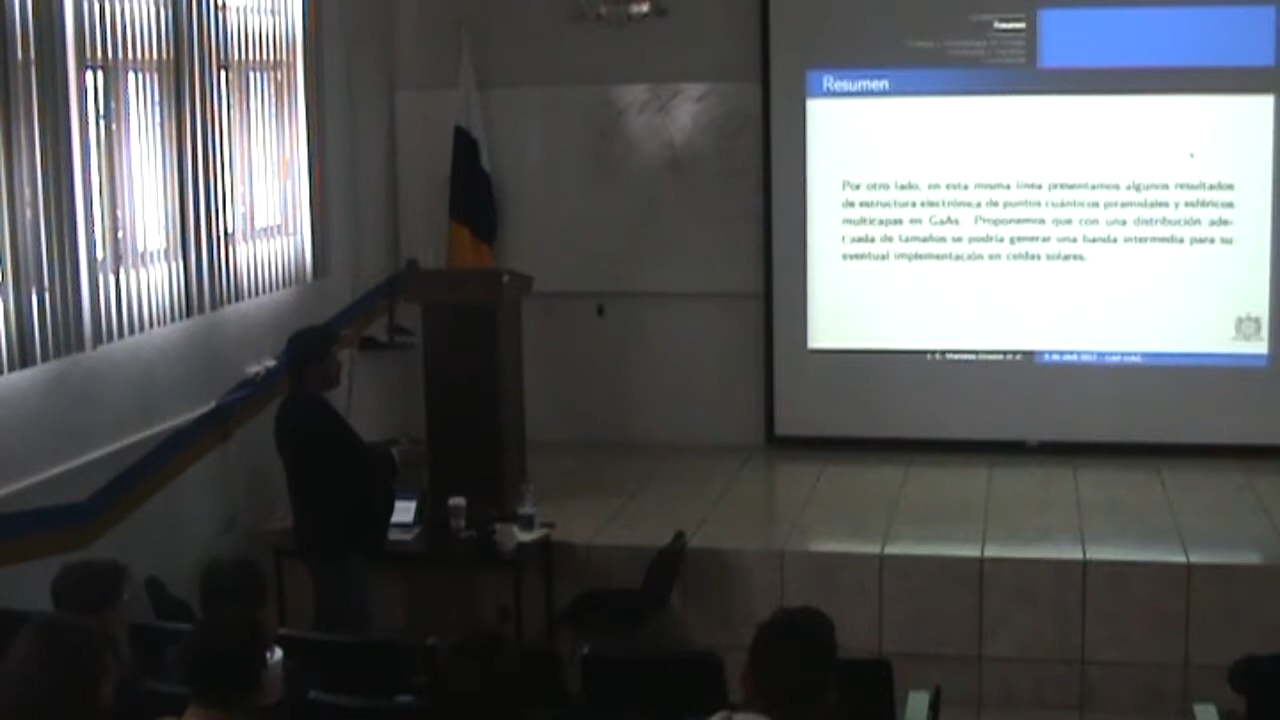 Resumen
Resumen
Por otro lado, en esta misma línea presentamos algunos resultados
de estructura electrónica de puntos cuánticos piramidales y esféricos
multicapas en GaAs. Proponemos que con una distribución ade-
cuada de tamaños se podría generar una banda intermedia para su
eventual implementación en celdas solares.